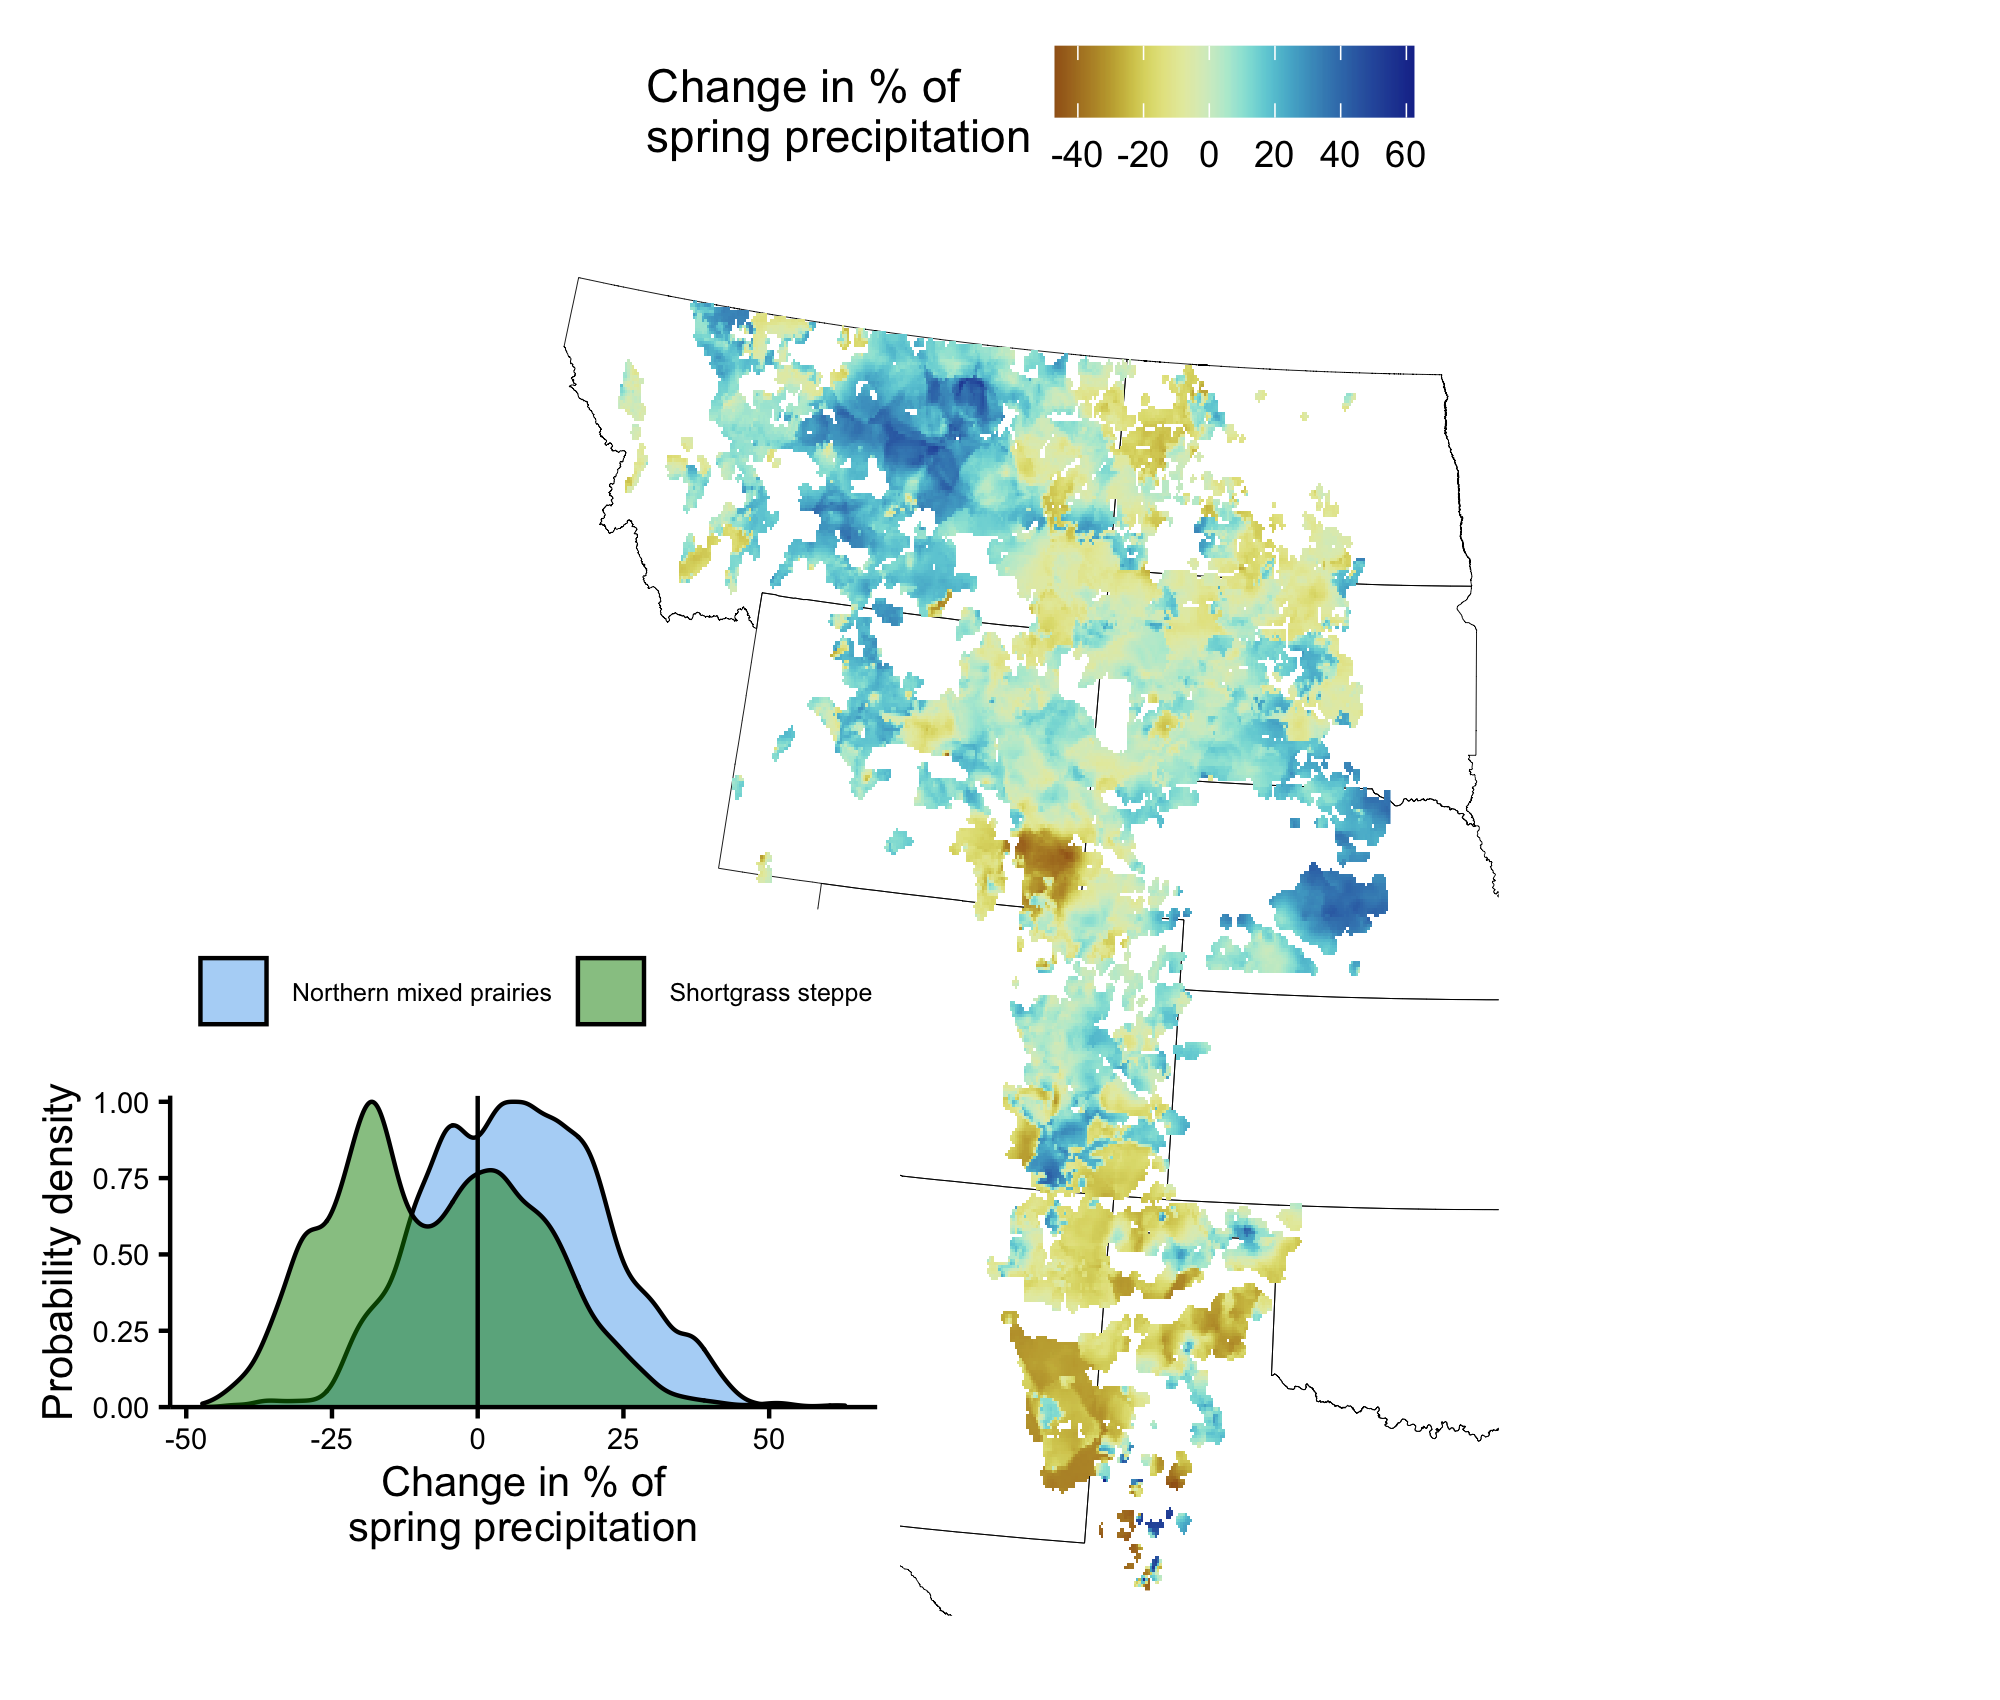 Change in % of
spring precipitation
-40 -20 0 20 40 60
Northern mixed prairies
Shortgrass steppe
Probability density
1.00
0.75
0.50
0.25
0.00
-50 -25 0 25 50
Change in % of
spring precipitation